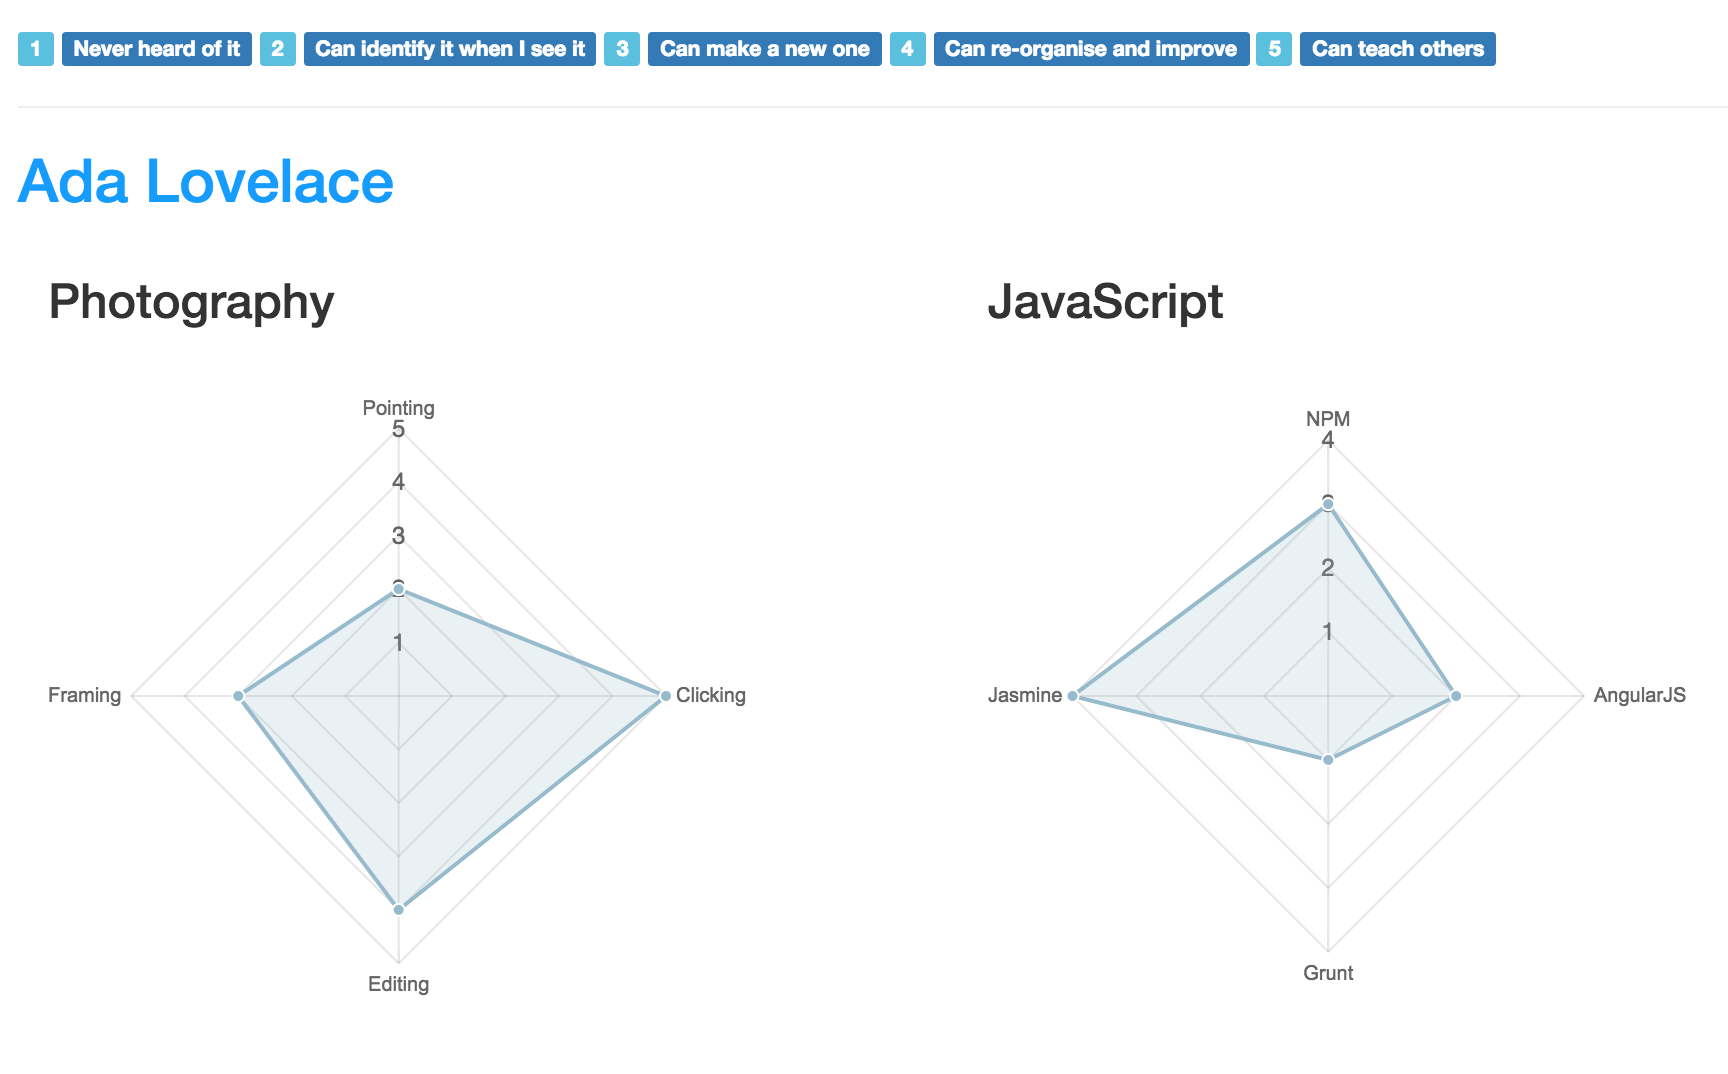 1 Never heard of it 2 Can identify it when I see it 3 Can make a new one 4 Can re-organise and improve 5 Can teach others
Ada Lovelace
Photography
Pointing
5
4
3
1
Framing
Clicking
Editing
JavaScript
NPM
4
2
1
Jasmine
AngularJS
Grunt